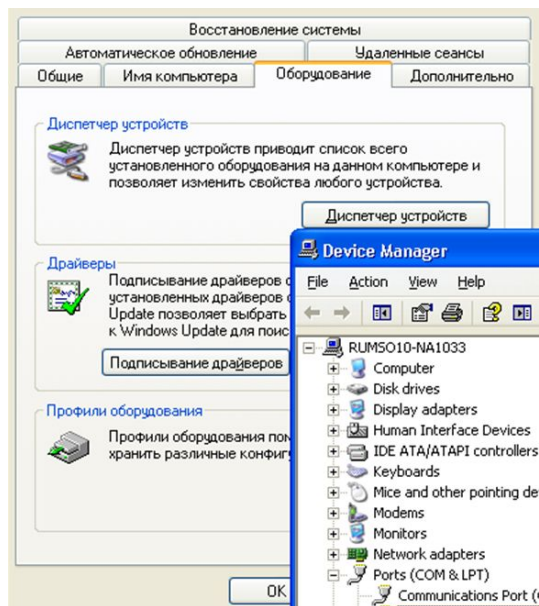 Восстановление системы
Автоматическое обновление
Удаленные сеансы
Общие
Имя компьютера
Оборудование
Дополнительно
Диспетчер устройств
Диспетчер устройств приводит список всего
установленного оборудования на данном компьютере и
позволяет изменить свойства любого устройства.
Диспетчер устройств
Драйверы
Подписывание драйверов
установленных драйверов
Update позволяет выбрать
к Windows Update для
Подписывание драйверов
Профили оборудования
Профили оборудования
хранить различные
OK
Device Manager
File Action View Help
RUMSO10-NA1033
Computer
Disk drives
Display adapters
Human Interface Devices
IDE ATA/ATAPI controllers
Keyboards
Mice and other pointing
Modems
Monitors
Network adapters
Ports (COM & LPT)
Communications Port